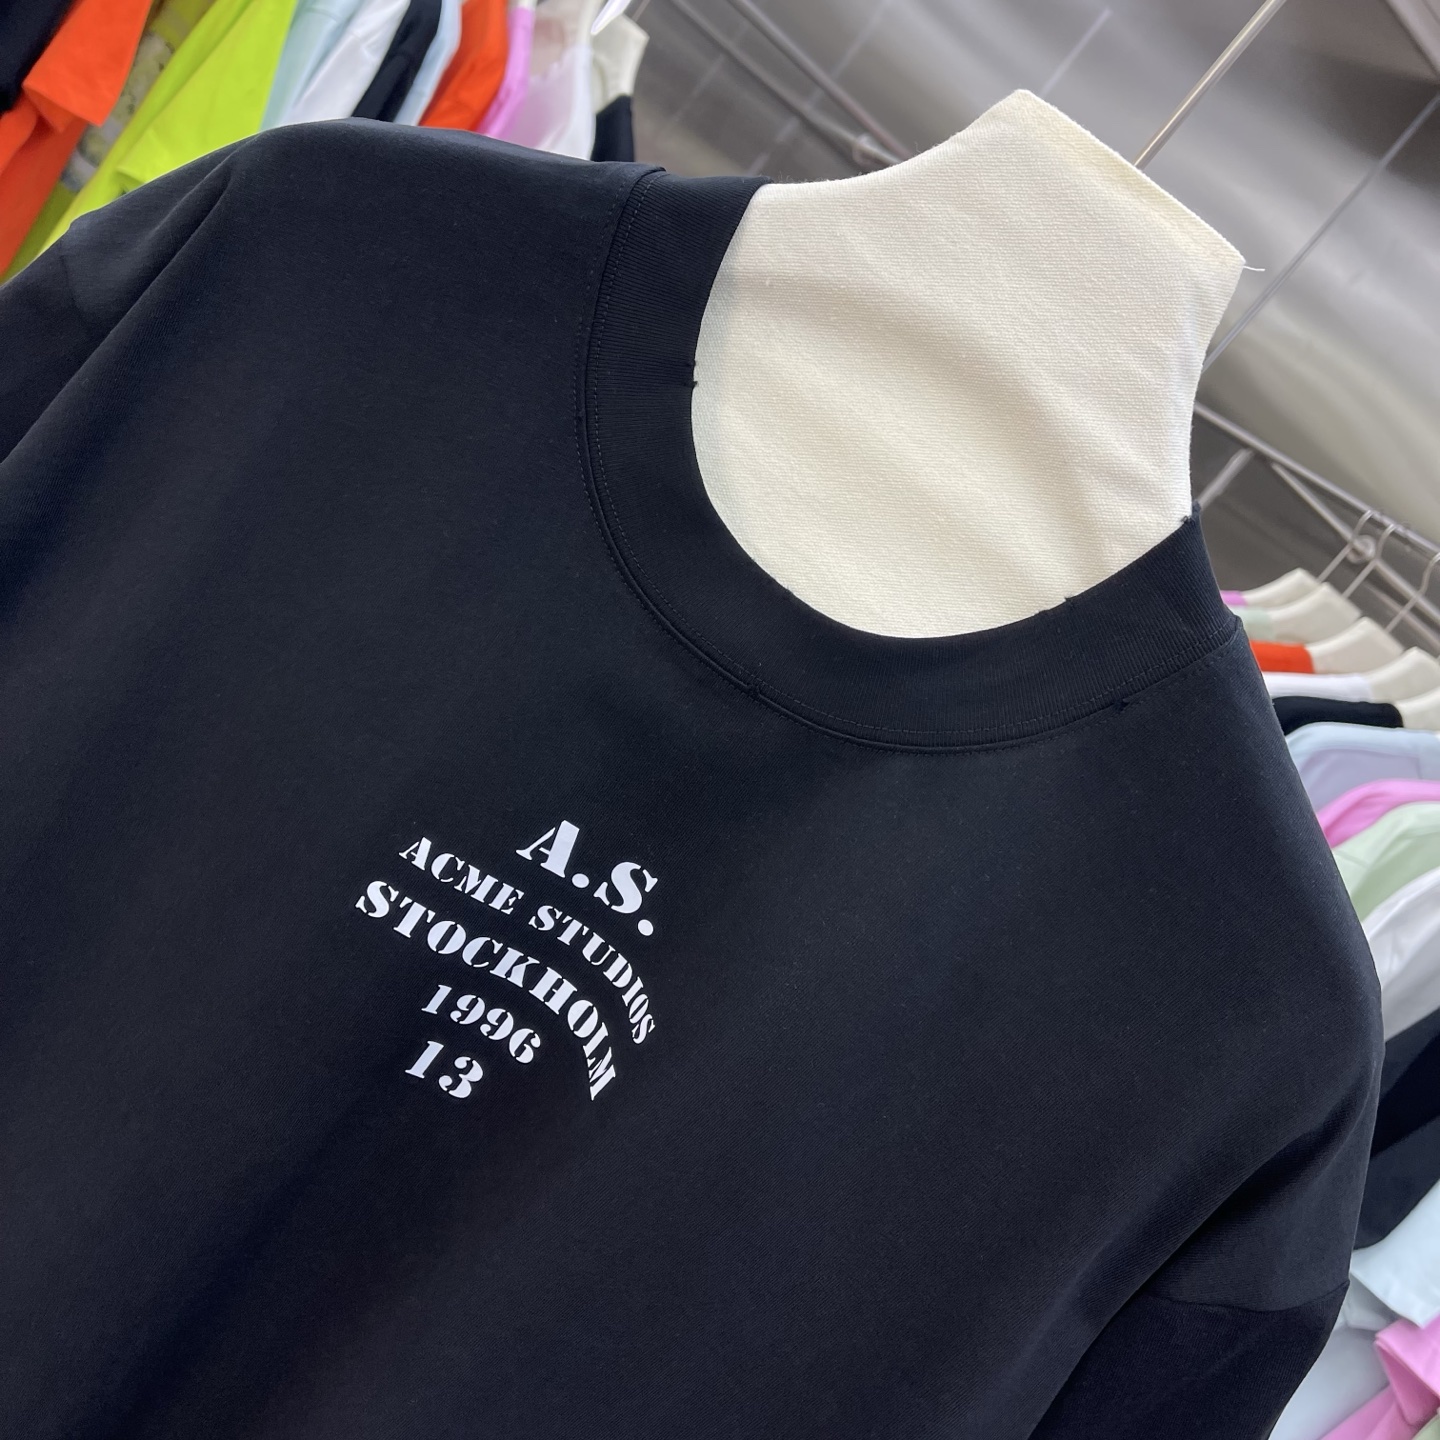 A.S.
ACME STUDIOS
STOCKHOLM
1996
13